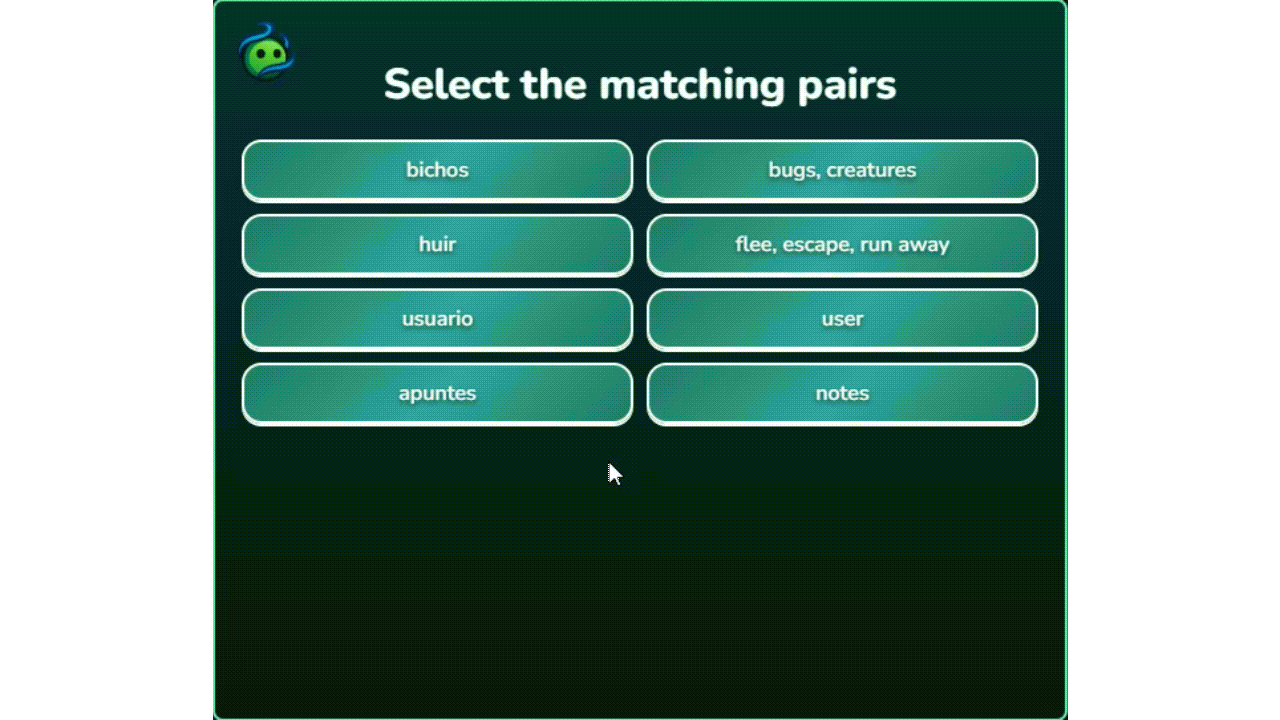 Select the matching pairs
bichos
bugs, creatures
huir
flee, escape, run away
usuario
user
apuntes
notes